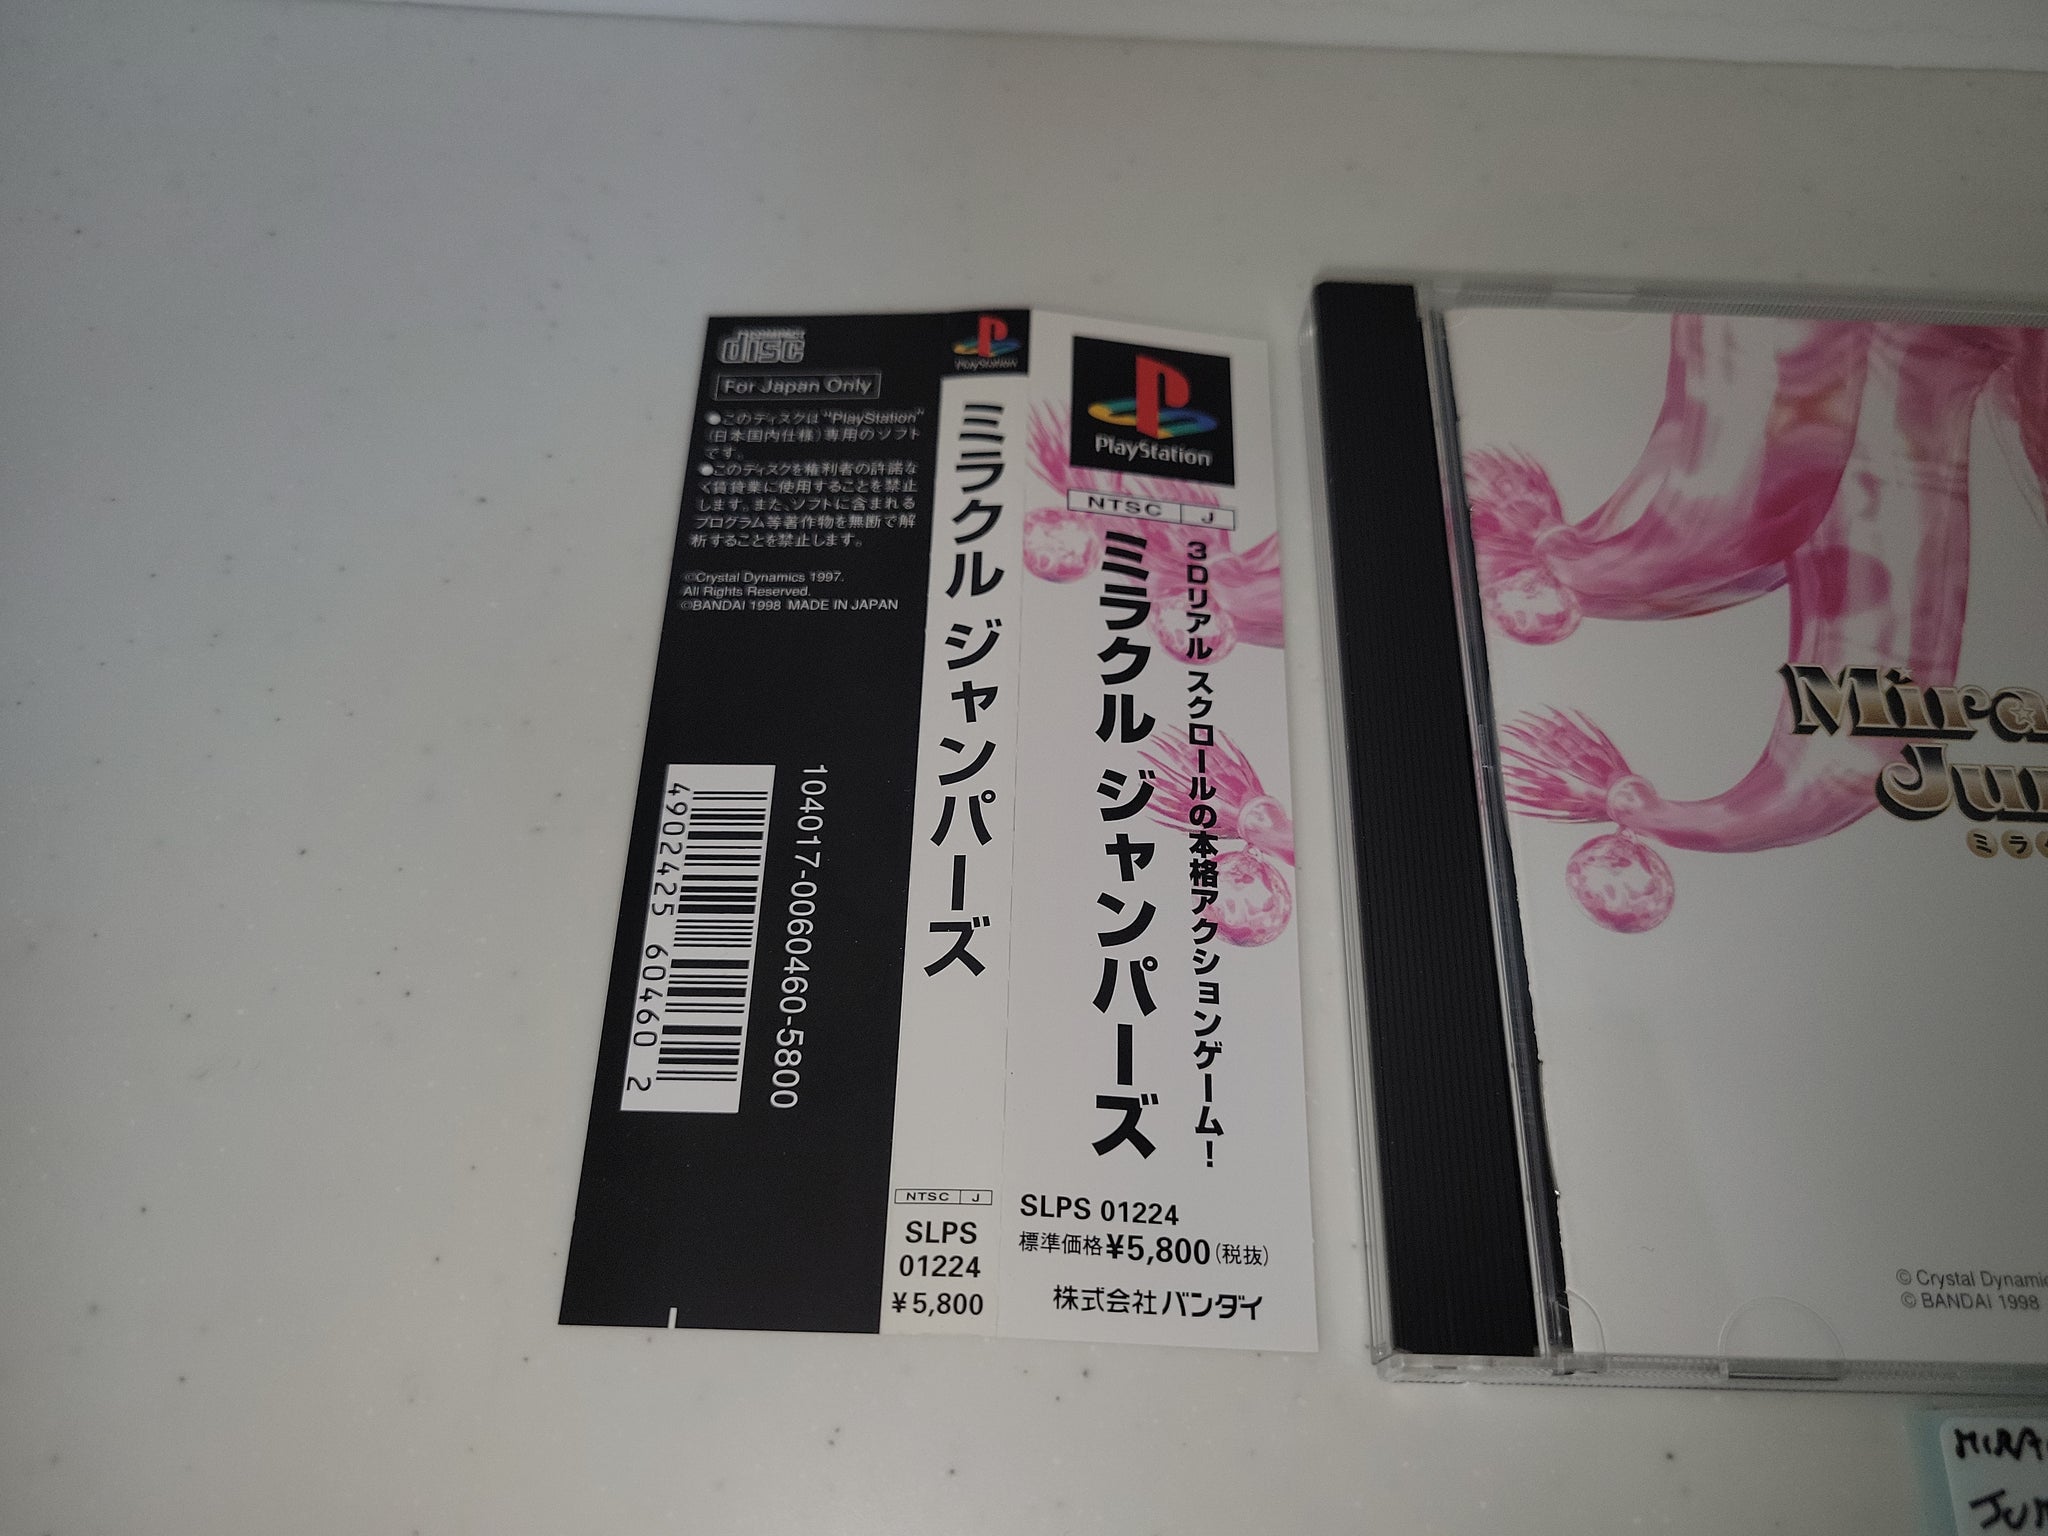 COMPACT
disc
For Japan Only
●このディスクは"PlayStation"
(日本国内仕様)専用のソフト
です。
●このディスクを権利者の許諾な
く賃貸業に使用することを禁止
します。また、ソフトに含まれる
プログラム等著作物を無断で解
析することを禁止します。
©Crystal Dynamics 1997.
All Rights Reserved.
©BANDAI 1998 MADE IN JAPAN
104017-0060460-5800
4902425 60460 2
PlayStation
ミラクル ジャンパーズ
NTSC J
SLPS
01224
¥5,800
PlayStation
NTSC J
3Dリアル スクロールの本格アクションゲーム!
ミラクル ジャンパーズ
SLPS 01224
標準価格¥5,800(税抜)
株式会社バンダイ
Mira
Jum
ミラク
© Crystal Dynamic
© BANDAI 1998
MIRA
JUM